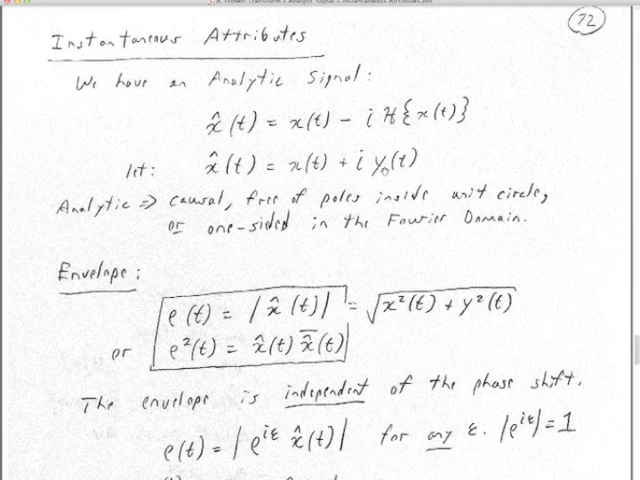 72
Instantaneous Attributes
We have an Analytic Signal:
x̂(t) = x(t) - i H{x(t)}
let: x̂(t) = x(t) + i y₀(t)
Analytic => causal, free of poles inside unit circle,
or one-sided in the Fourier Domain.
Envelope:
e(t) = |x̂(t)| = √x²(t) + y²(t)
or e²(t) = x̂(t) x̂̅(t)
The envelope is independent of the phase shift.
e(t) = |e^{iε} x̂(t)| for any ε. |e^{iε}| = 1